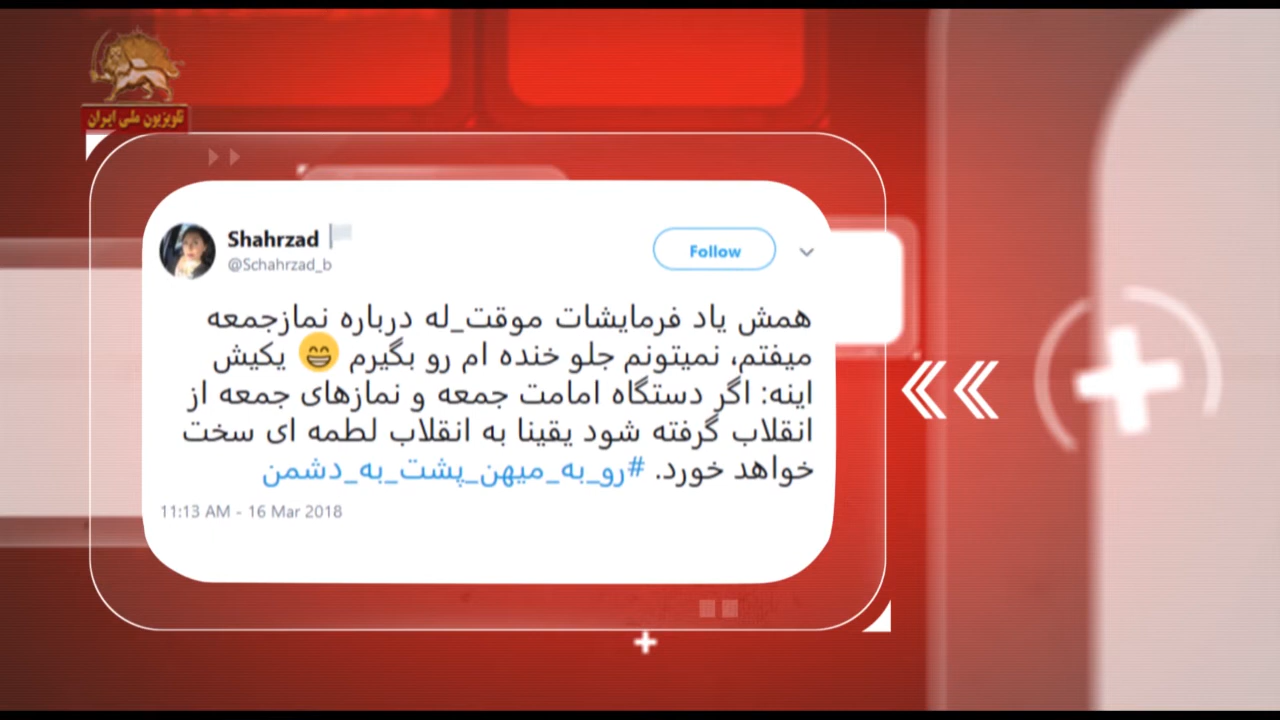 تلویزیون ملی ایران
Shahrzad
@Schahrzad_b
Follow
همش یاد فرمایشات موقت_له درباره نمازجمعه
میفتم، نمیتونم جلو خنده ام رو بگیرم 😁 یکیش
اینه: اگر دستگاه امامت جمعه و نمازهای جمعه از
انقلاب گرفته شود یقینا به انقلاب لطمه ای سخت
خواهد خورد. #رو_به_میهن_پشت_به_دشمن
11:13 AM - 16 Mar 2018